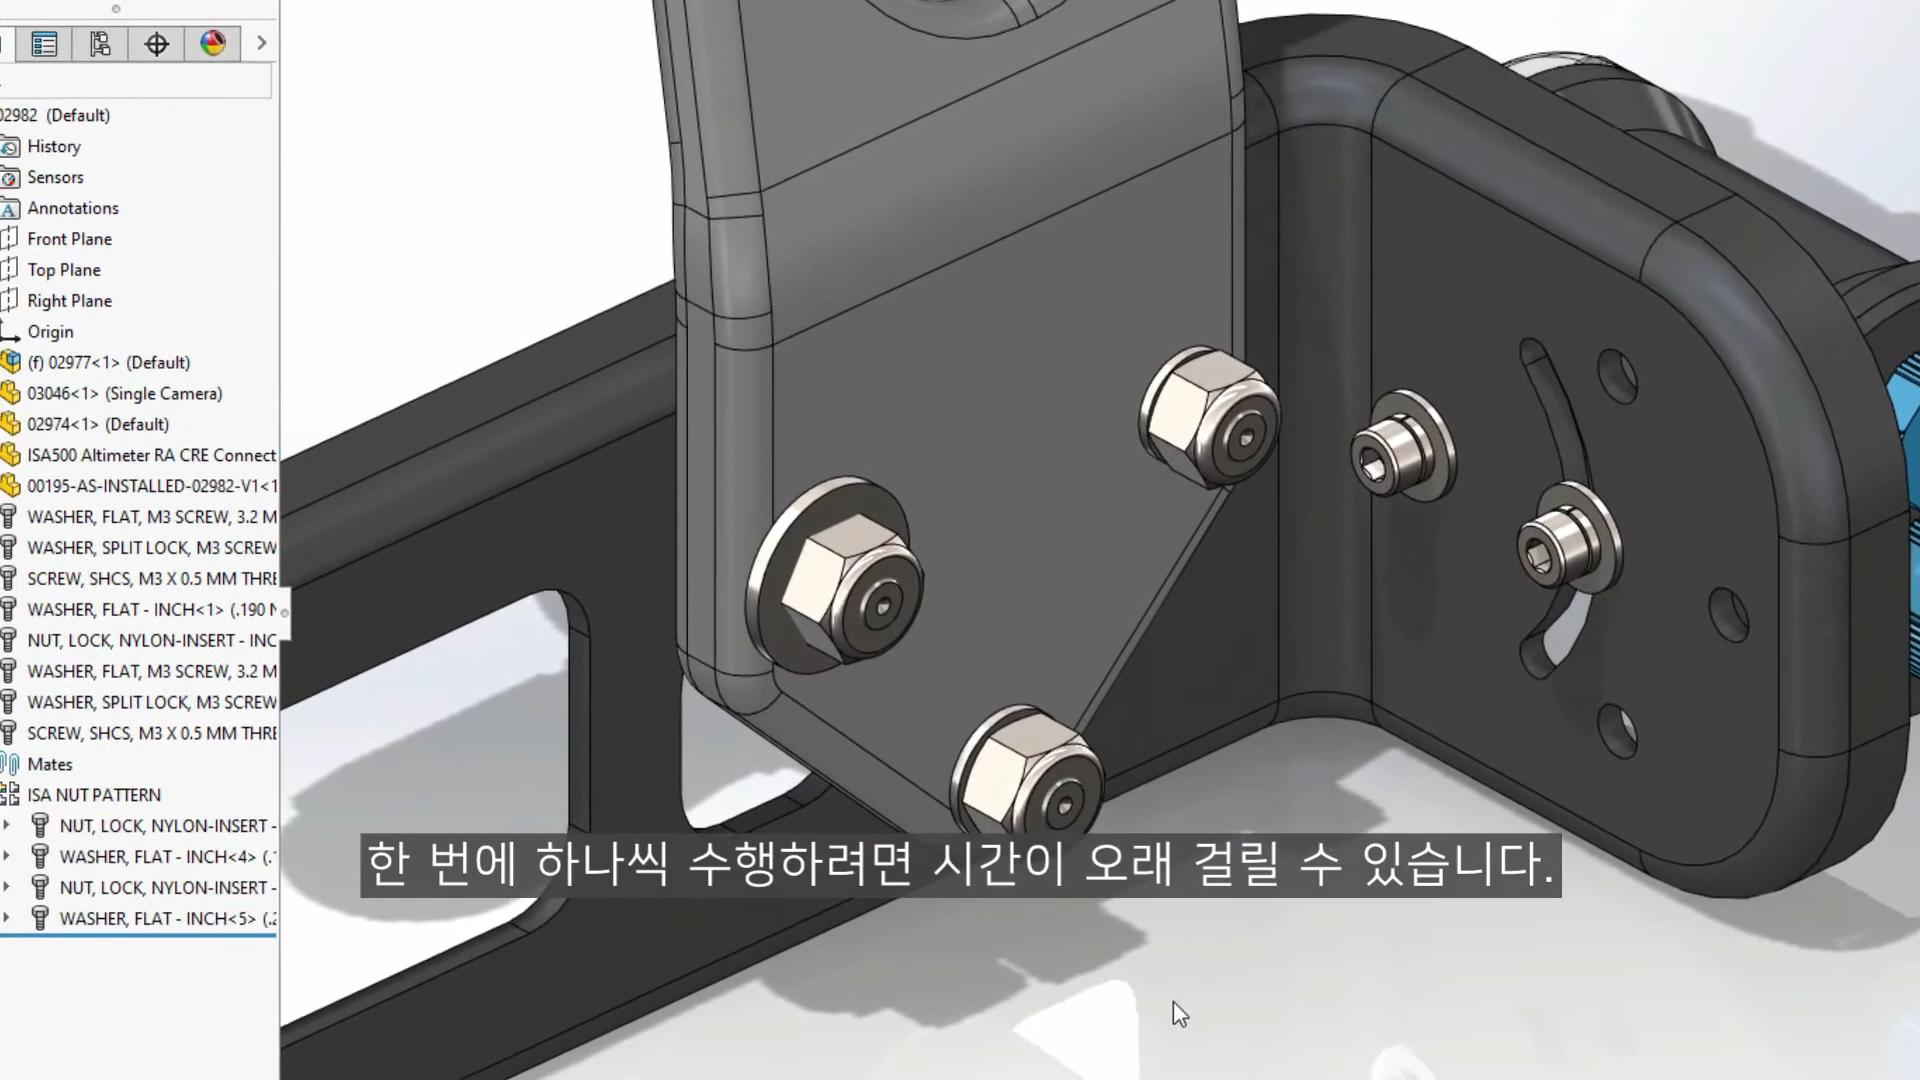 02982 (Default)
History
Sensors
Annotations
Front Plane
Top Plane
Right Plane
Origin
(f) 02977<1> (Default)
03046<1> (Single Camera)
02974<1> (Default)
ISA500 Altimeter RA CRE Connect
00195-AS-INSTALLED-02982-V1<1
WASHER, FLAT, M3 SCREW, 3.2 M
WASHER, SPLIT LOCK, M3 SCREW
SCREW, SHCS, M3 X 0.5 MM THRE
WASHER, FLAT - INCH<1> (.190 N
NUT, LOCK, NYLON-INSERT - INC
WASHER, FLAT, M3 SCREW, 3.2 M
WASHER, SPLIT LOCK, M3 SCREW
SCREW, SHCS, M3 X 0.5 MM THRE
Mates
ISA NUT PATTERN
NUT, LOCK, NYLON-INSERT -
WASHER, FLAT - INCH<4> (.1
NUT, LOCK, NYLON-INSERT -
WASHER, FLAT - INCH<5> (.2
한 번에 하나씩 수행하려면 시간이 오래 걸릴 수 있습니다.